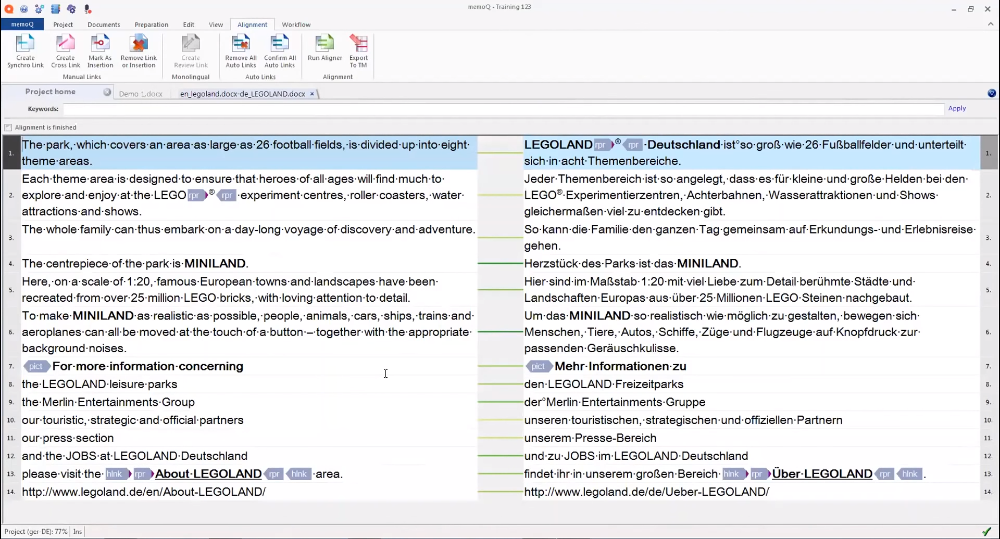 memoQ - Training 123
memoQ Project Documents Preparation Edit View Alignment Workflow
Create Synchro Link
Create Cross Link
Mark As Insertion
Remove Link or Insertion
Create Review Link
Remove All Auto Links
Confirm All Auto Links
Run Aligner
Export To TM
Manual Links
Monolingual
Auto Links
Alignment
Project home
Demo 1.docx
en_legoland.docx-de_LEGOLAND.docx
Keywords:
Apply
Alignment is finished
1. The·park,·which·covers·an·area·as·large·as·26·football·fields,·is·divided·up·into·eight·
theme·areas.
LEGOLAND rpr ® rpr ·Deutschland·ist°so·groß·wie·26·Fußballfelder·und·unterteilt·
sich·in·acht·Themenbereiche. 1.
2. Each·theme·area·is·designed·to·ensure·that·heroes·of·all·ages·will·find·much·to·
explore·and·enjoy·at·the·LEGO rpr ® rpr ·experiment·centres,·roller·coasters,·water·
attractions·and·shows.
Jeder·Themenbereich·ist·so·angelegt,·dass·es·für·kleine·und·große·Helden·bei·den·
LEGO®·Experimentierzentren,·Achterbahnen,·Wasserattraktionen·und·Shows·
gleichermaßen·viel·zu·entdecken·gibt. 2.
3. The·whole·family·can·thus·embark·on·a·day-long·voyage·of·discovery·and·adventure.
So·kann·die·Familie·den·ganzen·Tag·gemeinsam·auf·Erkundungs-·und·Erlebnisreise·
gehen. 3.
4. The·centrepiece·of·the·park·is·MINILAND.
Herzstück·des·Parks·ist·das·MINILAND. 4.
5. Here,·on·a·scale·of·1:20,·famous·European·towns·and·landscapes·have·been·
recreated·from·over·25·million·LEGO·bricks,·with·loving·attention·to·detail.
Hier·sind·im·Maßstab·1:20·mit·viel·Liebe·zum·Detail·berühmte·Städte·und·
Landschaften·Europas·aus·über·25·Millionen·LEGO·Steinen·nachgebaut. 5.
6. To·make·MINILAND·as·realistic·as·possible,·people,·animals,·cars,·ships,·trains·and·
aeroplanes·can·all·be·moved·at·the·touch·of·a·button·–·together·with·the·appropriate·
background·noises.
Um·das·MINILAND·so·realistisch·wie·möglich·zu·gestalten,·bewegen·sich·
Menschen,·Tiere,·Autos,·Schiffe,·Züge·und·Flugzeuge·auf·Knopfdruck·zur·
passenden·Geräuschkulisse. 6.
7. pict For·more·information·concerning
pict Mehr·Informationen·zu 7.
8. the·LEGOLAND·leisure·parks
den·LEGOLAND·Freizeitparks 8.
9. the·Merlin·Entertainments·Group
der°Merlin·Entertainments·Gruppe 9.
10. our·touristic,·strategic·and·official·partners
unseren·touristischen,·strategischen·und·offiziellen·Partnern 10.
11. our·press·section
unserem·Presse-Bereich 11.
12. and·the·JOBS·at·LEGOLAND·Deutschland
und·zu·JOBS·im·LEGOLAND·Deutschland 12.
13. please·visit·the· hlnk rpr About·LEGOLAND rpr hlnk ·area.
findet·ihr·in·unserem·großen·Bereich· hlnk rpr Über·LEGOLAND rpr hlnk . 13.
14. http://www.legoland.de/en/About-LEGOLAND/
http://www.legoland.de/de/Ueber-LEGOLAND/ 14.
Project (ger-DE): 77% Ins